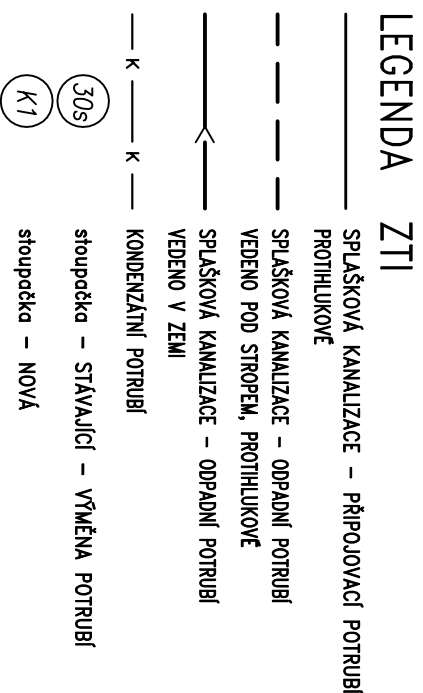 LEGENDA ZTI
SPLAŠKOVÁ KANALIZACE – PŘIPOJOVACÍ POTRUBÍ
PROTIHLUKOVÉ
SPLAŠKOVÁ KANALIZACE – ODPADNÍ POTRUBÍ
VEDENO POD STROPEM, PROTIHLUKOVÉ
SPLAŠKOVÁ KANALIZACE – ODPADNÍ POTRUBÍ
VEDENO V ZEMI
K K KONDENZÁTNÍ POTRUBÍ
30s stoupačka – STÁVAJÍCÍ – VÝMĚNA POTRUBÍ
K1 stoupačka – NOVÁ